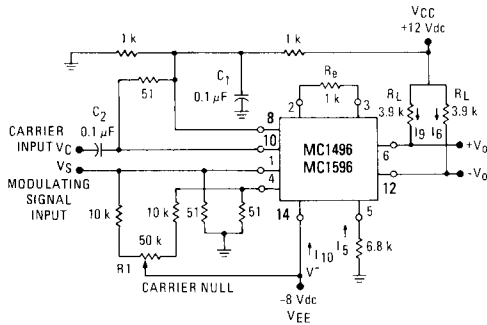 1 k
1 k
VCC
+12 Vdc
51
C1
0.1 μF
Re
1 k
RL
3.9 k
RL
3.9 k
C2
0.1 μF
8
2
3
I9
I6
CARRIER
INPUT VC
10
MC1496
MC1596
6
+Vo
VS
1
MODULATING
SIGNAL
INPUT
4
12
-Vo
10 k
10 k
51
51
14
5
50 k
I10
I5
6.8 k
R1
V-
CARRIER NULL
-8 Vdc
VEE